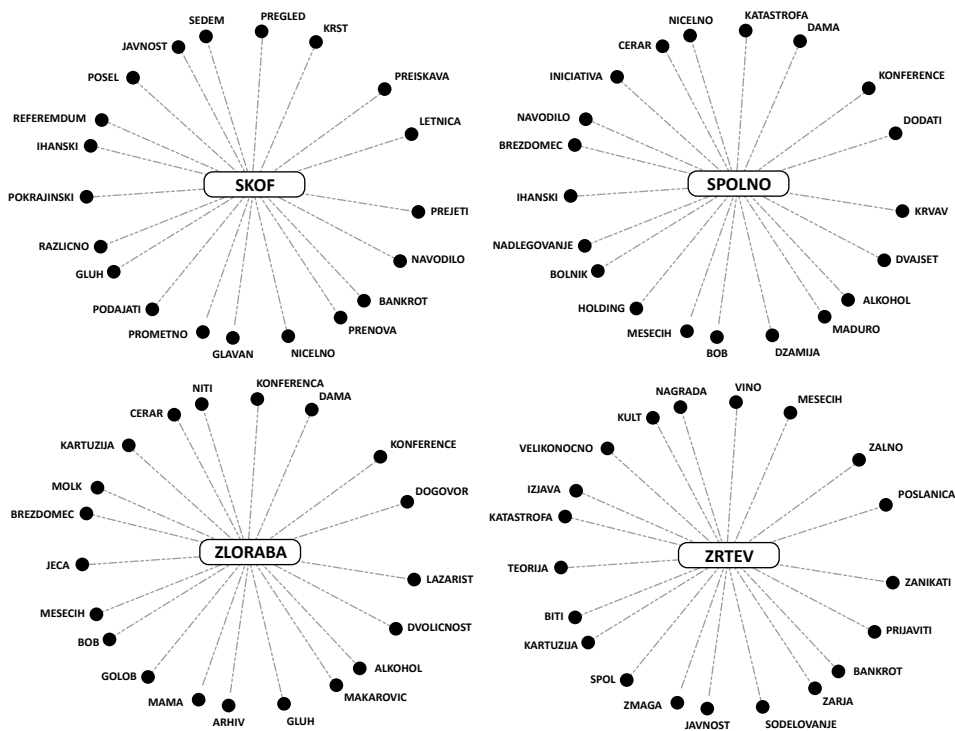 SEDEM
PREGLED
KRST
JAVNOST
POSEL
PREISKAVA
REFEREMDUM
LETNICA
IHANSKI
SKOF
POKRAJINSKI
PREJETI
RAZLICNO
GLUH
NAVODILO
PODAJATI
BANKROT
PROMETNO
PRENOVA
GLAVAN
NICELNO
NICELNO
KATASTROFA
DAMA
CERAR
INICIATIVA
KONFERENCE
NAVODILO
DODATI
BREZDOMEC
SPOLNO
IHANSKI
KRVAV
NADLEGOVANJE
BOLNIK
DVAJSET
HOLDING
ALKOHOL
MESECIH
MADURO
BOB
DZAMIJA
NITI
KONFERENCA
DAMA
CERAR
KARTUZIJA
KONFERENCE
MOLK
DOGOVOR
BREZDOMEC
ZLORABA
JECA
LAZARIST
MESECIH
BOB
DVOLICNOST
GOLOB
ALKOHOL
MAMA
MAKAROVIC
ARHIV
GLUH
NAGRADA
VINO
MESECIH
KULT
VELIKONOCNO
ZALNO
IZJAVA
POSLANICA
KATASTROFA
ZRTEV
TEORIJA
ZANIKATI
BITI
PRIJAVITI
KARTUZIJA
SPOL
BANKROT
ZMAGA
ZARJA
JAVNOST
SODELOVANJE